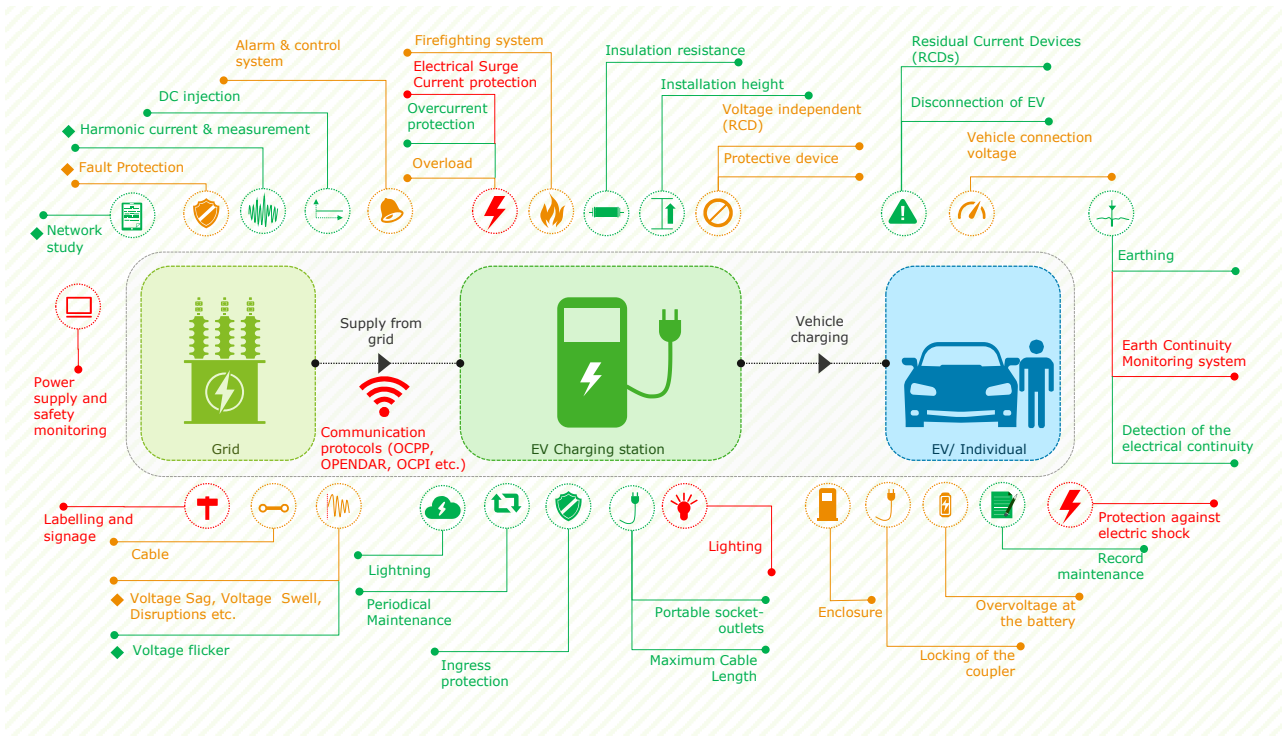 Alarm & control
system
Firefighting system
Electrical Surge
Current protection
Overcurrent
protection
Overload
Insulation resistance
Installation height
Voltage independent
(RCD)
Protective device
Residual Current Devices
(RCDs)
Disconnection of EV
Vehicle connection
voltage
DC injection
Harmonic current & measurement
Fault Protection
Network
study
Earthing
Earth Continuity
Monitoring system
Detection of the
electrical continuity
Power
supply and
safety
monitoring
Supply from
grid
Vehicle
charging
Communication
protocols (OCPP,
OPENDAR, OCPI etc.)
Grid
EV Charging station
EV/ Individual
Labelling and
signage
Cable
Voltage Sag, Voltage Swell,
Disruptions etc.
Voltage flicker
Lightning
Periodical
Maintenance
Ingress
protection
Lighting
Portable socket-
outlets
Maximum Cable
Length
Enclosure
Locking of the
coupler
Overvoltage at
the battery
Record
maintenance
Protection against
electric shock